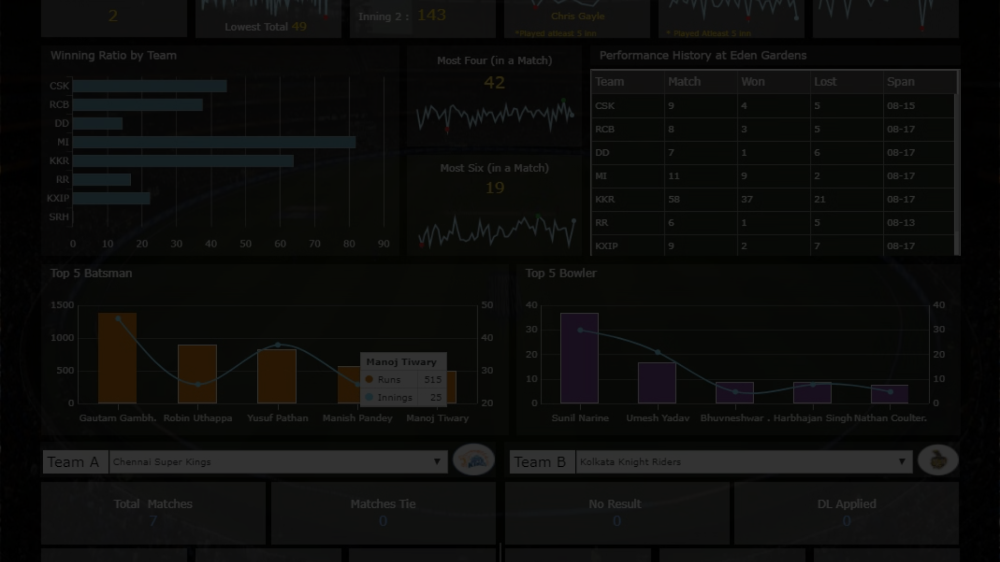 2
Lowest Total 49
Inning 2 : 143
Chris Gayle
*Played atleast 5 Inn
* Played Atleast 5 Inn
Winning Ratio by Team
CSK
RCB
DD
MI
KKR
RR
KXIP
SRH
0 10 20 30 40 50 60 70 80 90
Most Four (in a Match)
42
Most Six (in a Match)
19
Performance History at Eden Gardens
Team Match Won Lost Span
CSK 9 4 5 08-15
RCB 8 3 5 08-17
DD 7 1 6 08-17
MI 11 9 2 08-17
KKR 58 37 21 08-17
RR 6 1 5 08-13
KXIP 9 2 7 08-17
Top 5 Batsman
1500
1000
500
0
50
40
30
20
Manoj Tiwary
Runs 515
Innings 25
Gautam Gambh. Robin Uthappa Yusuf Pathan Manish Pandey Manoj Tiwary
Top 5 Bowler
40
30
20
10
0
40
30
20
10
0
Sunil Narine Umesh Yadav Bhuvneshwar . Harbhajan Singh Nathan Coulter.
Team A Chennai Super Kings
Team B Kolkata Knight Riders
Total Matches
7
Matches Tie
0
No Result
0
DL Applied
0